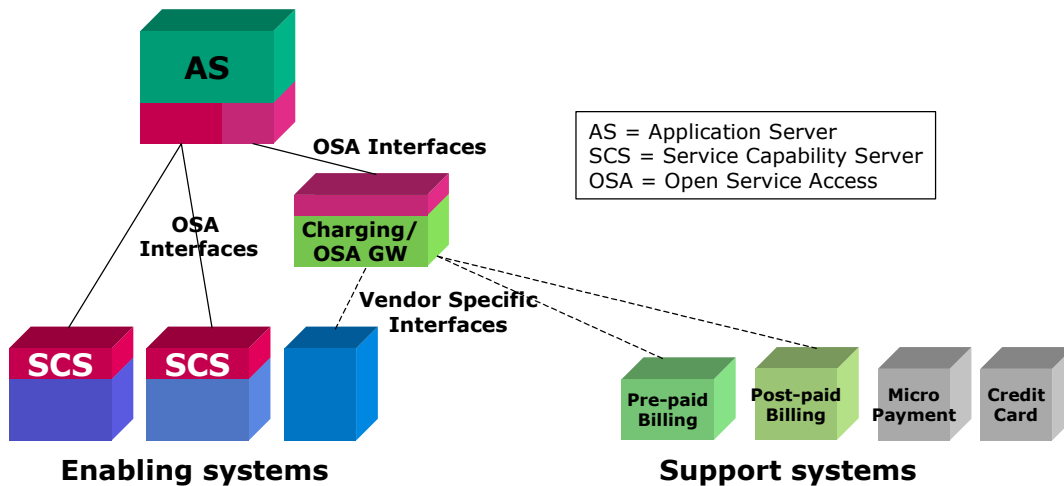 AS
OSA Interfaces
AS = Application Server
SCS = Service Capability Server
OSA = Open Service Access
OSA
Interfaces
Charging/
OSA GW
Vendor Specific
Interfaces
SCS
SCS
Pre-paid
Billing
Post-paid
Billing
Micro
Payment
Credit
Card
Enabling systems
Support systems